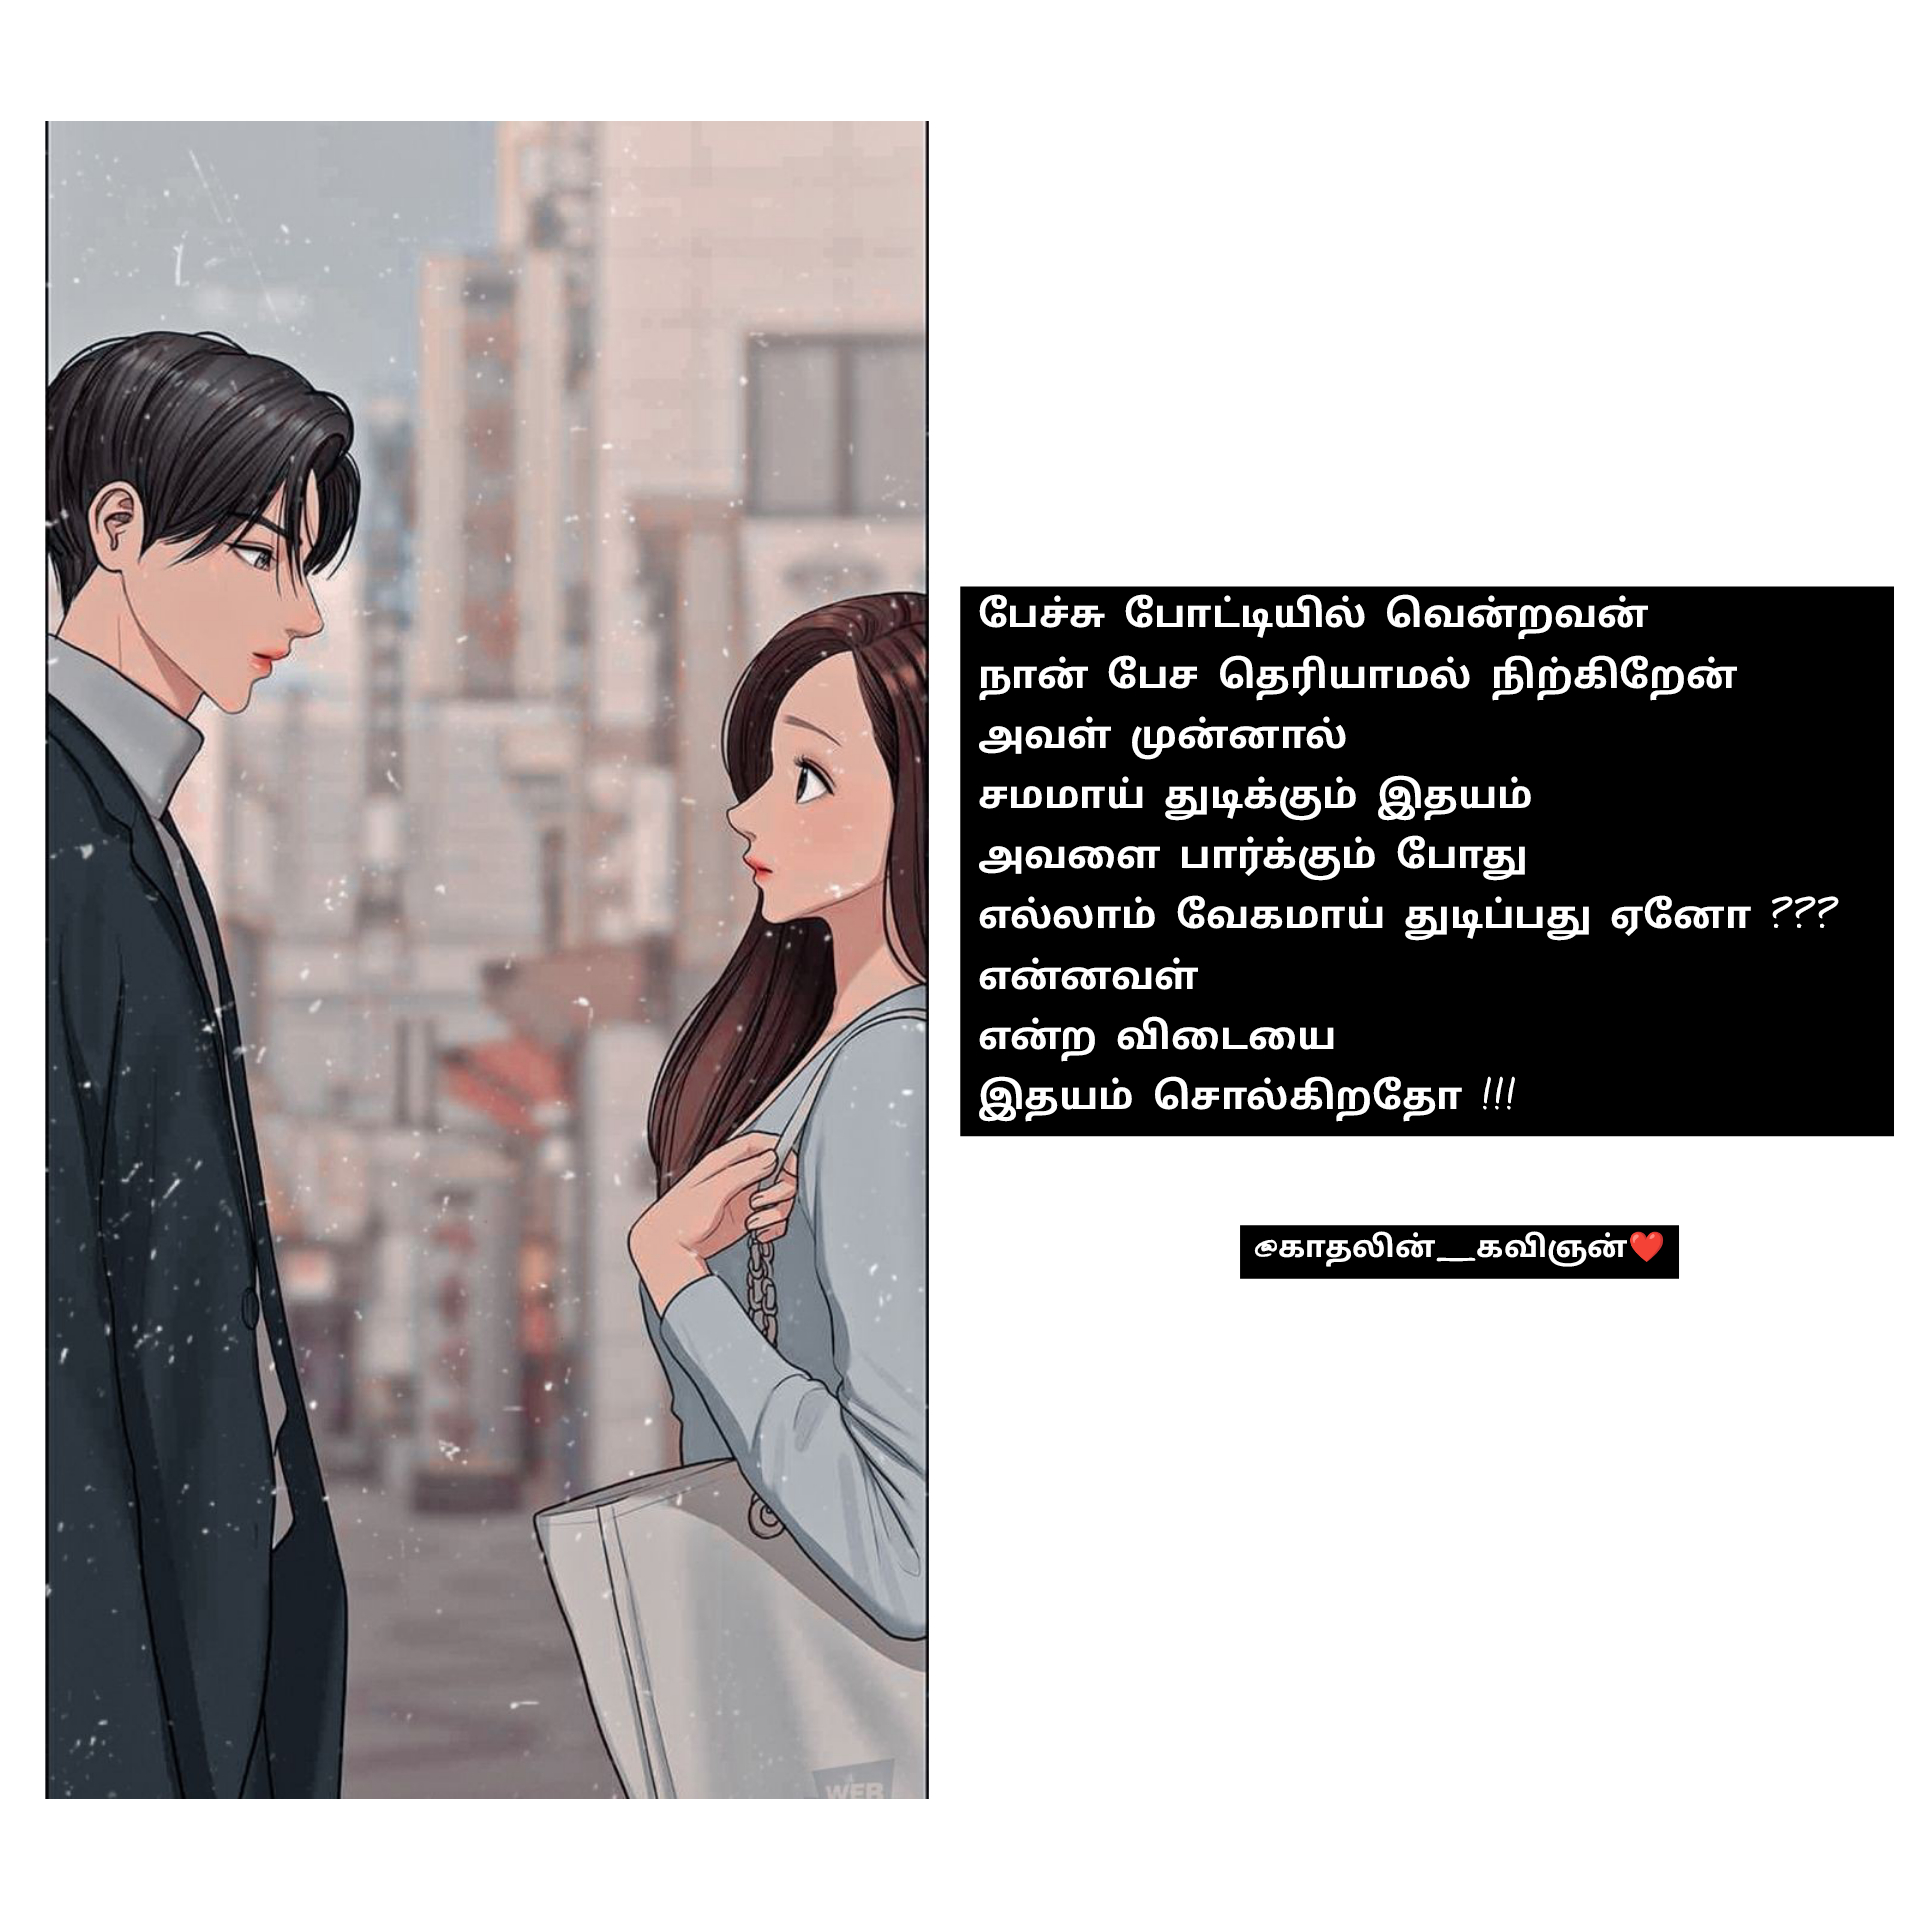 பேச்சு போட்டியில் வென்றவன்
நான் பேச தெரியாமல் நிற்கிறேன்
அவள் முன்னால்
சமமாய் துடிக்கும் இதயம்
அவளை பார்க்கும் போது
எல்லாம் வேகமாய் துடிப்பது ஏனோ ???
என்னவள்
என்ற விடையை
இதயம் சொல்கிறதோ !!!
@காதலின்__கவிஞன்❤️